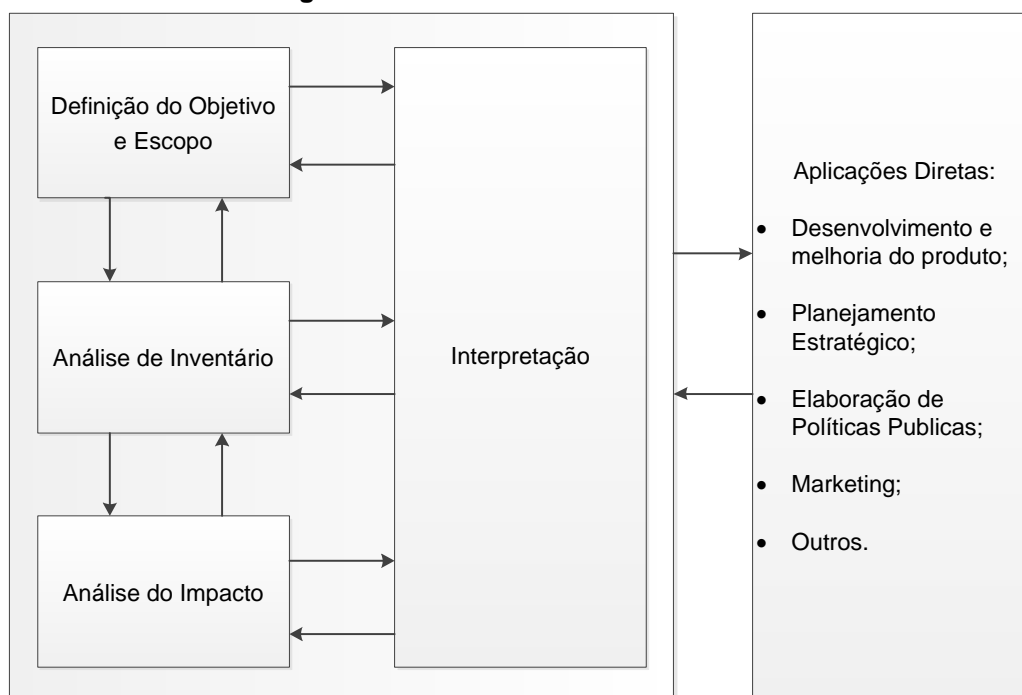 Definição do Objetivo
e Escopo
Análise de Inventário
Análise do Impacto
Interpretação
Aplicações Diretas:
• Desenvolvimento e
melhoria do produto;
• Planejamento
Estratégico;
• Elaboração de
Políticas Publicas;
• Marketing;
• Outros.